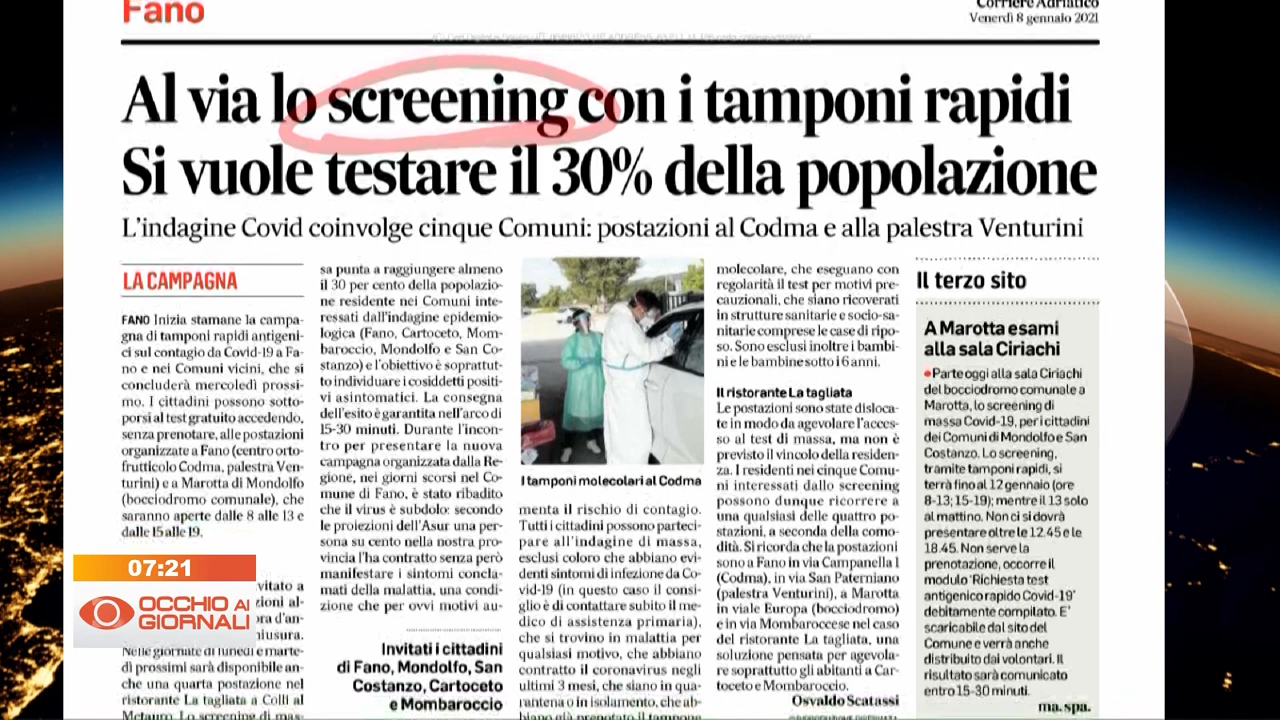 Fano
Corriere Adriatico
Venerdì 8 gennaio 2021
Al via lo screening con i tamponi rapidi
Si vuole testare il 30% della popolazione
L'indagine Covid coinvolge cinque Comuni: postazioni al Codma e alla palestra Venturini
LA CAMPAGNA
FANO Inizia stamane la campa-
gna di tamponi rapidi antigeni-
ci sul contagio da Covid-19 a Fa-
no e nei Comuni vicini, che si
concluderà mercoledì prossi-
mo. I cittadini possono sotto-
porsi al test gratuito accedendo,
senza prenotare, alle postazioni
organizzate a Fano (centro orto-
frutticolo Codma, palestra Ven-
turini) e a Marotta di Mondolfo
(bocciodromo comunale), che
saranno aperte dalle 8 alle 13 e
dalle 15 alle 19.
07:21
OCCHIO AI
GIORNALI
Nelle giornate di lunedì e marte-
dì prossimi sarà disponibile an-
che una quarta postazione nel
ristorante La tagliata a Colli al
Metauro. Lo screening di mas-
sa punta a raggiungere almeno
il 30 per cento della popolazio-
ne residente nei Comuni inte-
ressati dall'indagine epidemio-
logica (Fano, Cartoceto, Mom-
baroccio, Mondolfo e San Co-
stanzo) e l'obiettivo è soprattut-
to individuare i cosiddetti positi-
vi asintomatici. La consegna
dell'esito è garantita nell'arco di
15-30 minuti. Durante l'incon-
tro per presentare la nuova
campagna organizzata dalla Re-
gione, nei giorni scorsi nel Co-
mune di Fano, è stato ribadito
che il virus è subdolo: secondo
le proiezioni dell'Asur una per-
sona su cento nella nostra pro-
vincia l'ha contratto senza però
manifestare i sintomi concla-
mati della malattia, una condi-
zione che per ovvi motivi au-
Invitati i cittadini
di Fano, Mondolfo, San
Costanzo, Cartoceto
e Mombaroccio
I tamponi molecolari al Codma
menta il rischio di contagio.
Tutti i cittadini possono parteci-
pare all'indagine di massa,
esclusi coloro che abbiano evi-
denti sintomi di infezione da Co-
vid-19 (in questo caso il consi-
glio è di contattare subito il me-
dico di assistenza primaria),
che si trovino in malattia per
qualsiasi motivo, che abbiano
contratto il coronavirus negli
ultimi 3 mesi, che siano in qua-
rantena o in isolamento, che ab-
biano già prenotato il tampone
molecolare, che eseguano con
regolarità il test per motivi pre-
cauzionali, che siano ricoverati
in strutture sanitarie e socio-sa-
nitarie comprese le case di ripo-
so. Sono esclusi inoltre i bambi-
ni e le bambine sotto i 6 anni.
Il ristorante La tagliata
Le postazioni sono state disloca-
te in modo da agevolare l'acces-
so al test di massa, ma non è
previsto il vincolo della residen-
za. I residenti nei cinque Comu-
ni interessati dallo screening
possono dunque ricorrere a
una qualsiasi delle quattro po-
stazioni, a seconda della como-
dità. Si ricorda che la postazioni
sono a Fano in via Campanella 1
(Codma), in via San Paterniano
(palestra Venturini), a Marotta
in viale Europa (bocciodromo)
e in via Mombaroccese nel caso
del ristorante La tagliata, una
soluzione pensata per agevola-
re soprattutto gli abitanti a Car-
toceto e Mombaroccio.
Osvaldo Scatassi
Il terzo sito
A Marotta esami
alla sala Ciriachi
●Parte oggi alla sala Ciriachi
del bocciodromo comunale a
Marotta, lo screening di
massa Covid-19, per i cittadini
dei Comuni di Mondolfo e San
Costanzo. Lo screening,
tramite tamponi rapidi, si
terrà fino al 12 gennaio (ore
8-13; 15-19); mentre il 13 solo
al mattino. Non ci si dovrà
presentare oltre le 12.45 e le
18.45. Non serve la
prenotazione, occorre il
modulo 'Richiesta test
antigenico rapido Covid-19'
debitamente compilato. E'
scaricabile dal sito del
Comune e verrà anche
distribuito dai volontari. Il
risultato sarà comunicato
entro 15-30 minuti.
ma. spa.